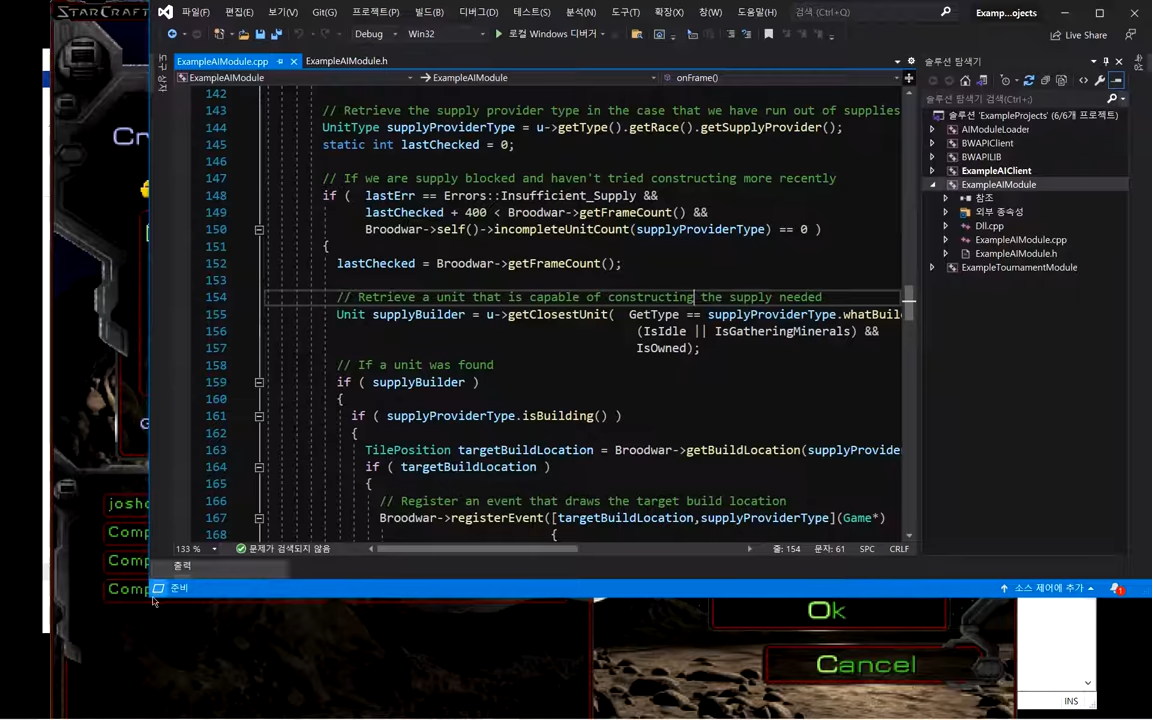 StarCraft
파일(F) 편집(E) 보기(V) Git(G) 프로젝트(P) 빌드(B) 디버그(D) 테스트(S) 분석(N) 도구(T) 확장(X) 창(W) 도움말(H) 검색 (Ctrl+Q) Examp...ojects
Debug Win32 로컬 Windows 디버거 Live Share
ExampleAIModule.cpp ExampleAIModule.h
ExampleAIModule ExampleAIModule onFrame()
142
143 // Retrieve the supply provider type in the case that we have run out of supplies
144 UnitType supplyProviderType = u->getType().getRace().getSupplyProvider();
145 static int lastChecked = 0;
146
147 // If we are supply blocked and haven't tried constructing more recently
148 if ( lastErr == Errors::Insufficient_Supply &&
149 lastChecked + 400 < Broodwar->getFrameCount() &&
150 Broodwar->self()->incompleteUnitCount(supplyProviderType) == 0 )
151 {
152 lastChecked = Broodwar->getFrameCount();
153
154 // Retrieve a unit that is capable of constructing the supply needed
155 Unit supplyBuilder = u->getClosestUnit( GetType == supplyProviderType.whatBuil
156 (IsIdle || IsGatheringMinerals) &&
157 IsOwned);
158 // If a unit was found
159 if ( supplyBuilder )
160 {
161 if ( supplyProviderType.isBuilding() )
162 {
163 TilePosition targetBuildLocation = Broodwar->getBuildLocation(supplyProvide
164 if ( targetBuildLocation )
165 {
166 // Register an event that draws the target build location
167 Broodwar->registerEvent([targetBuildLocation,supplyProviderType](Game*)
168 {
133 % 문제가 검색되지 않음 줄: 154 문자: 61 SPC CRLF
출력
준비 소스 제어에 추가 1
솔루션 탐색기
솔루션 탐색기 검색(Ctrl+;)
솔루션 'ExampleProjects' (6/6개 프로젝트)
AIModuleLoader
BWAPIClient
BWAPILIB
ExampleAIClient
ExampleAIModule
참조
외부 종속성
Dll.cpp
ExampleAIModule.cpp
ExampleAIModule.h
ExampleTournamentModule
Cr
josho
Comp
Comp
Comp
Ok
Cancel
INS